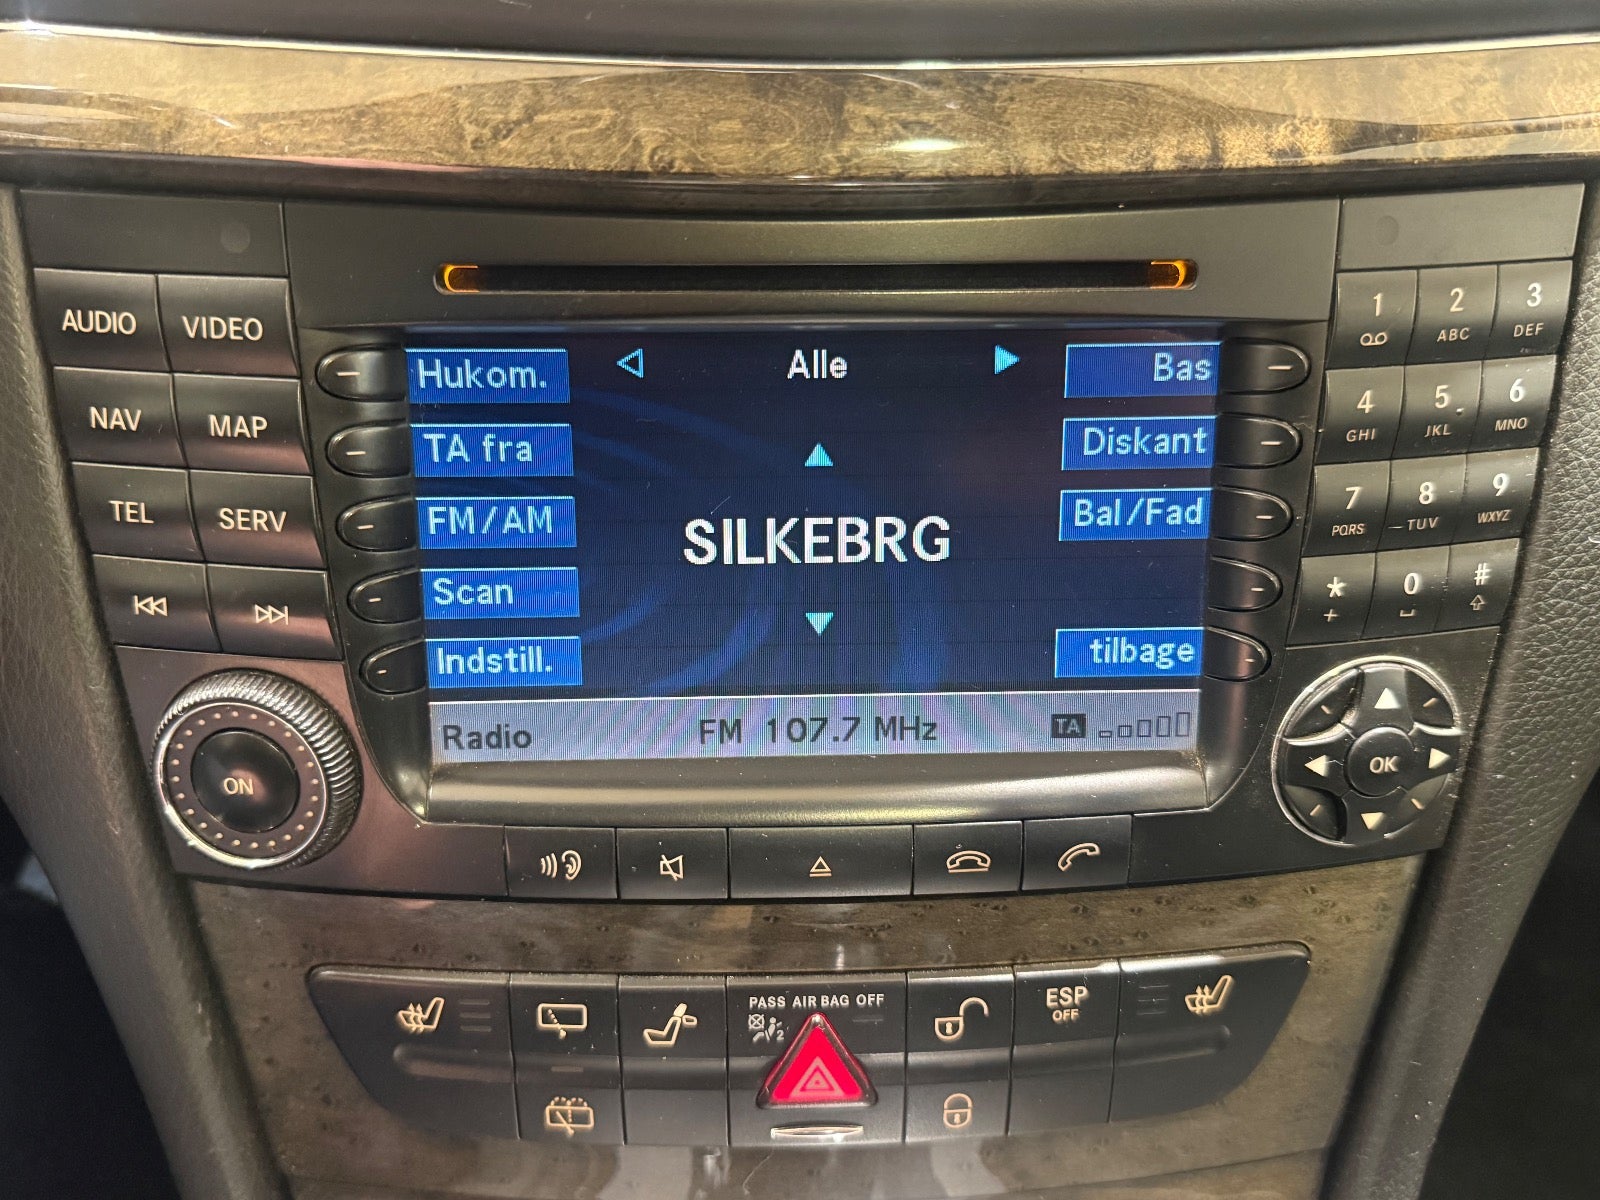 AUDIO VIDEO
NAV MAP
TEL SERV
ON
Hukom.
TA fra
FM/AM
Scan
Indstill.
Alle
SILKEBRG
Bas
Diskant
Bal/Fad
tilbage
Radio FM 107.7 MHz TA
1 2 3
ABC DEF
4 5 6
GHI JKL MNO
7 8 9
PQRS TUV WXYZ
* 0 #
+
OK
PASS AIR BAG OFF
2
ESP
OFF